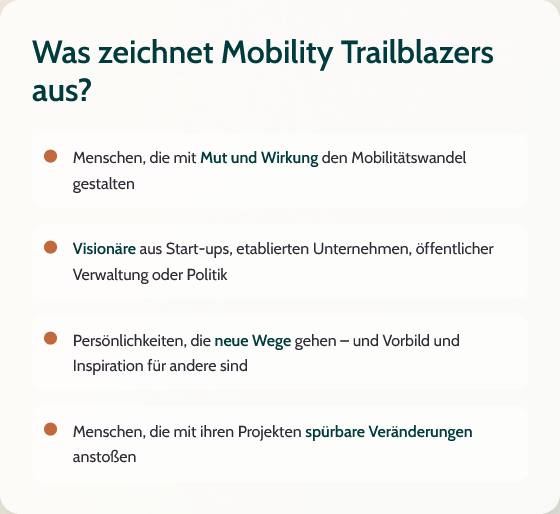 Was zeichnet Mobility Trailblazers
aus?
Menschen, die mit Mut und Wirkung den Mobilitätswandel
gestalten
Visionäre aus Start-ups, etablierten Unternehmen, öffentlicher
Verwaltung oder Politik
Persönlichkeiten, die neue Wege gehen – und Vorbild und
Inspiration für andere sind
Menschen, die mit ihren Projekten spürbare Veränderungen
anstoßen